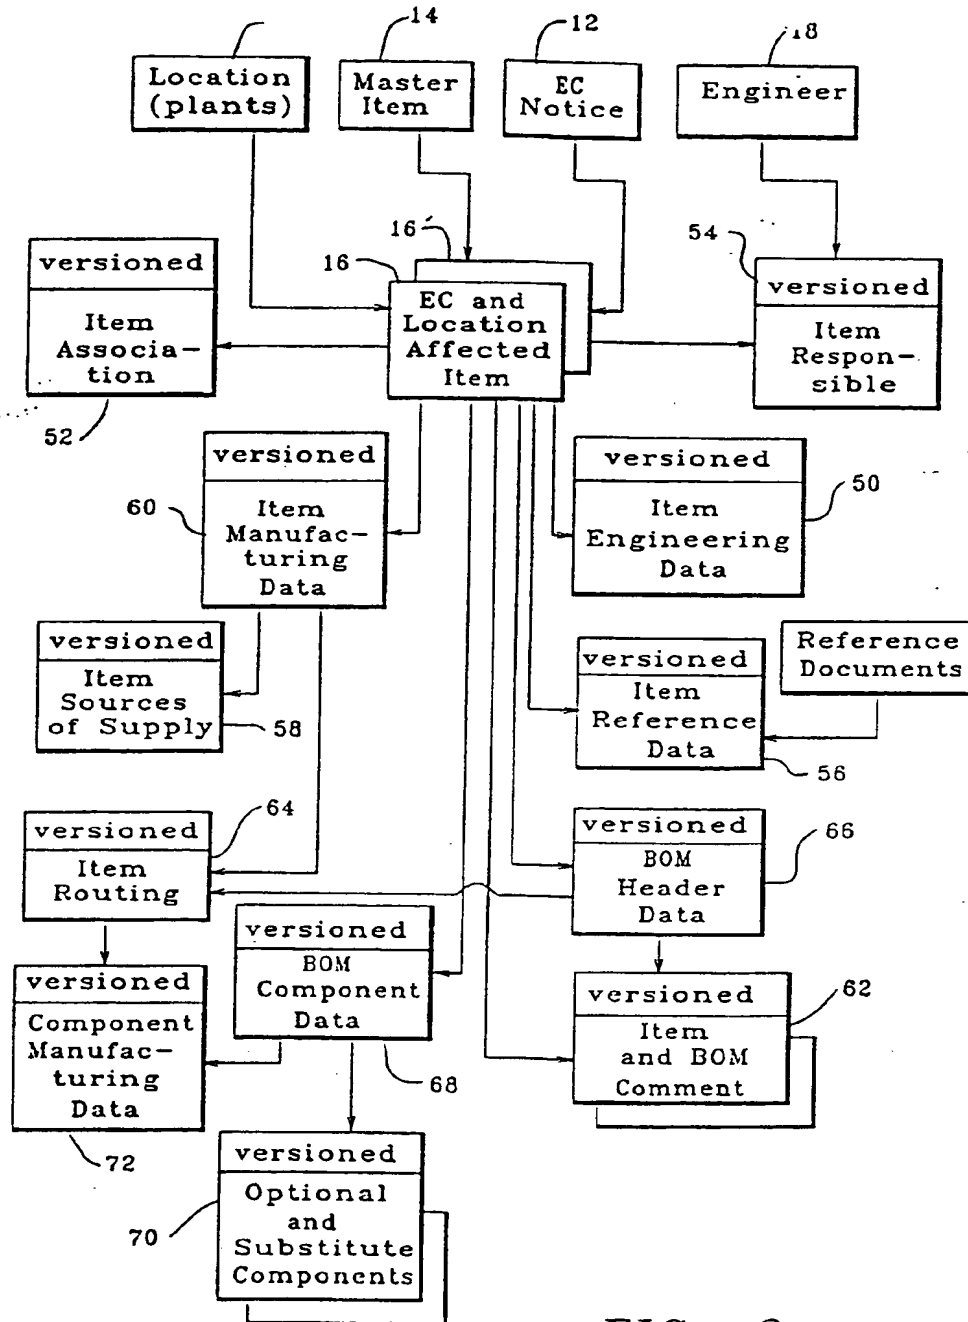 14
12
18
Location
(plants)
Master
Item
EC
Notice
Engineer
16
16
54
versioned
Item
Associa-
tion
52
EC and
Location
Affected
Item
versioned
Item
Respon-
sible
versioned
Item
Manufac-
turing
Data
60
versioned
Item
Engineering
Data
50
versioned
Item
Sources
of Supply
58
versioned
Item
Reference
Data
56
Reference
Documents
versioned
Item
Routing
64
versioned
BOM
Header
Data
66
versioned
BOM
Component
Data
68
versioned
Component
Manufac-
turing
Data
72
versioned
Item
and BOM
Comment
62
versioned
Optional
and
Substitute
Components
70